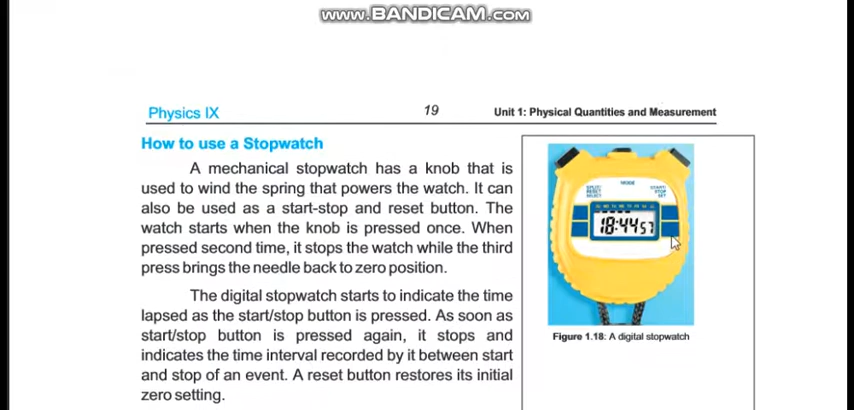 www.BANDICAM.com
Physics IX
19
Unit 1: Physical Quantities and Measurement
How to use a Stopwatch
A mechanical stopwatch has a knob that is
used to wind the spring that powers the watch. It can
also be used as a start-stop and reset button. The
watch starts when the knob is pressed once. When
pressed second time, it stops the watch while the third
press brings the needle back to zero position.
The digital stopwatch starts to indicate the time
lapsed as the start/stop button is pressed. As soon as
start/stop button is pressed again, it stops and
indicates the time interval recorded by it between start
and stop of an event. A reset button restores its initial
zero setting.
MODE
SPLIT/
RESET
SELECT
START/
STOP
SET
18:44 57
Figure 1.18: A digital stopwatch